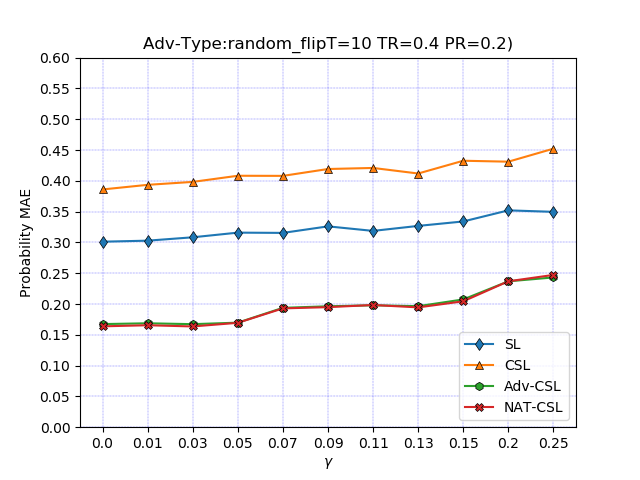 Adv-Type:random_flipT=10 TR=0.4 PR=0.2)
0.60
0.55
0.50
0.45
0.40
0.35
0.30
0.25
0.20
0.15
0.10
0.05
0.00
Probability MAE
SL
CSL
Adv-CSL
NAT-CSL
0.0 0.01 0.03 0.05 0.07 0.09 0.11 0.13 0.15 0.2 0.25
γ